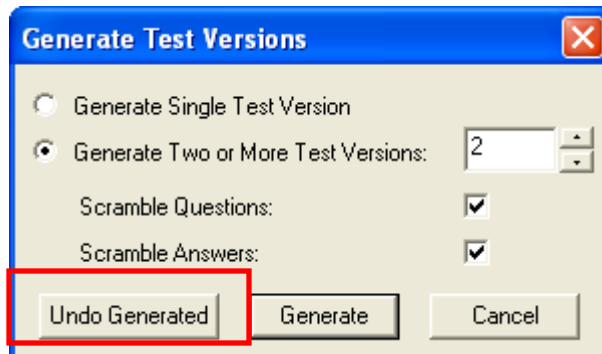 Generate Test Versions
Generate Single Test Version
Generate Two or More Test Versions: 2
Scramble Questions:
Scramble Answers:
Undo Generated Generate Cancel